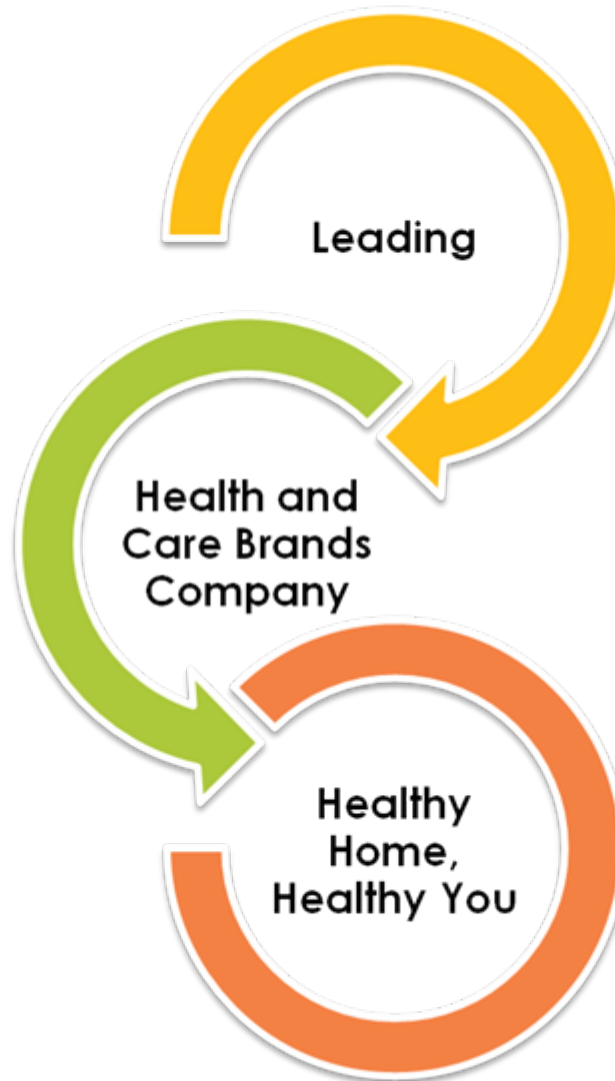 Leading
Health and
Care Brands
Company
Healthy
Home,
Healthy You